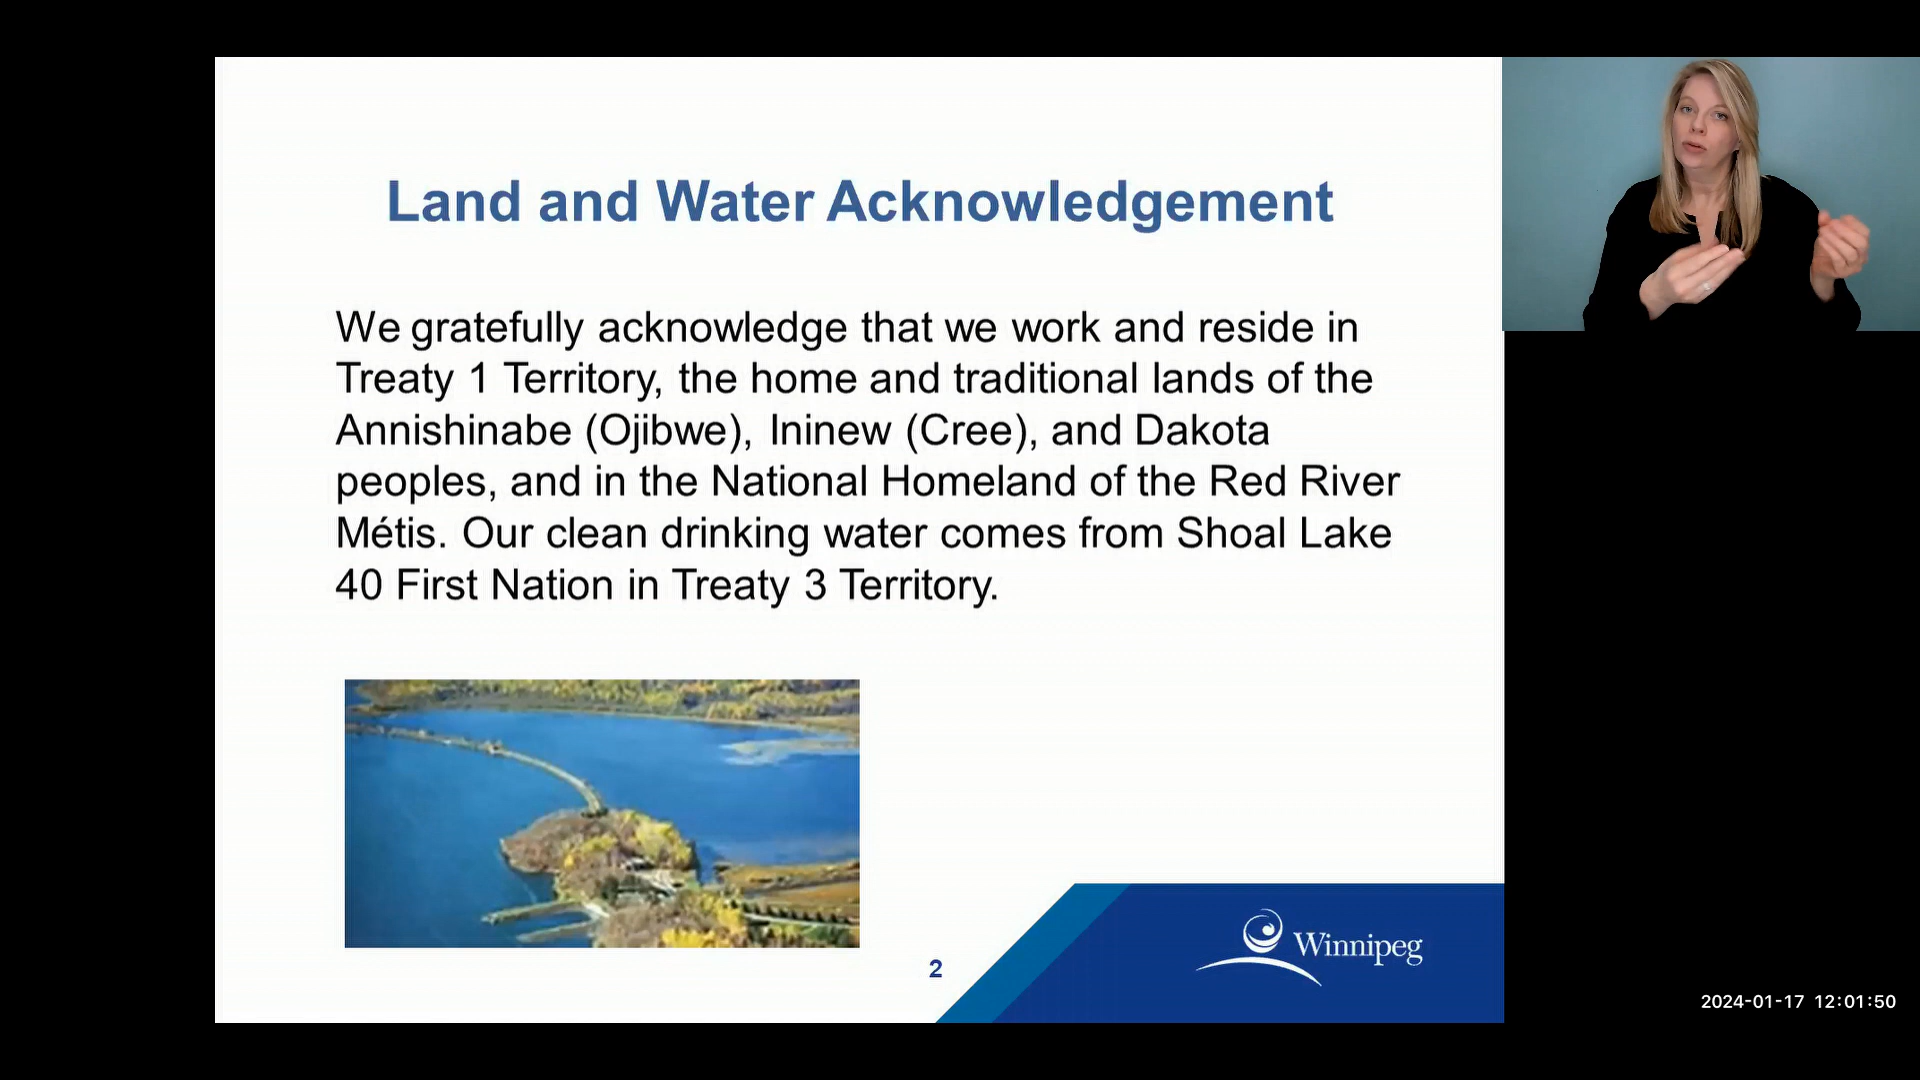 Land and Water Acknowledgement
We gratefully acknowledge that we work and reside in
Treaty 1 Territory, the home and traditional lands of the
Annishinabe (Ojibwe), Ininew (Cree), and Dakota
peoples, and in the National Homeland of the Red River
Métis. Our clean drinking water comes from Shoal Lake
40 First Nation in Treaty 3 Territory.
2
Winnipeg
2024-01-17 12:01:50